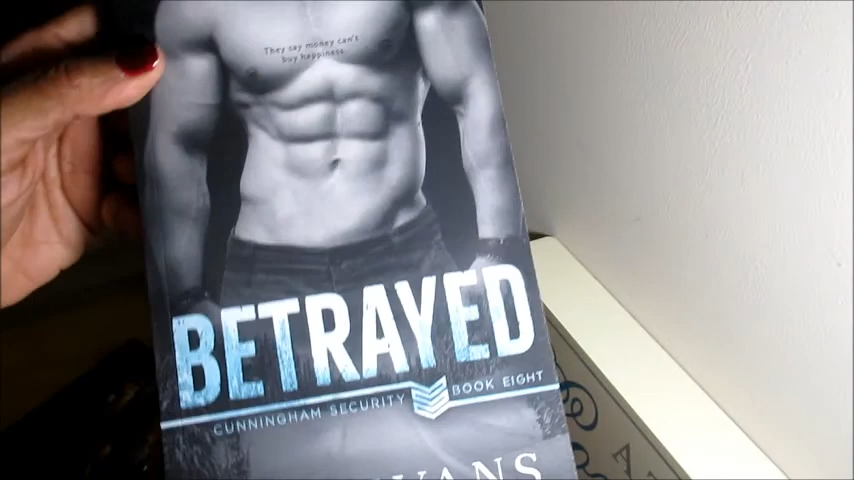 They say money can't
buy happiness.
BETRAYED
CUNNINGHAM SECURITY BOOK EIGHT